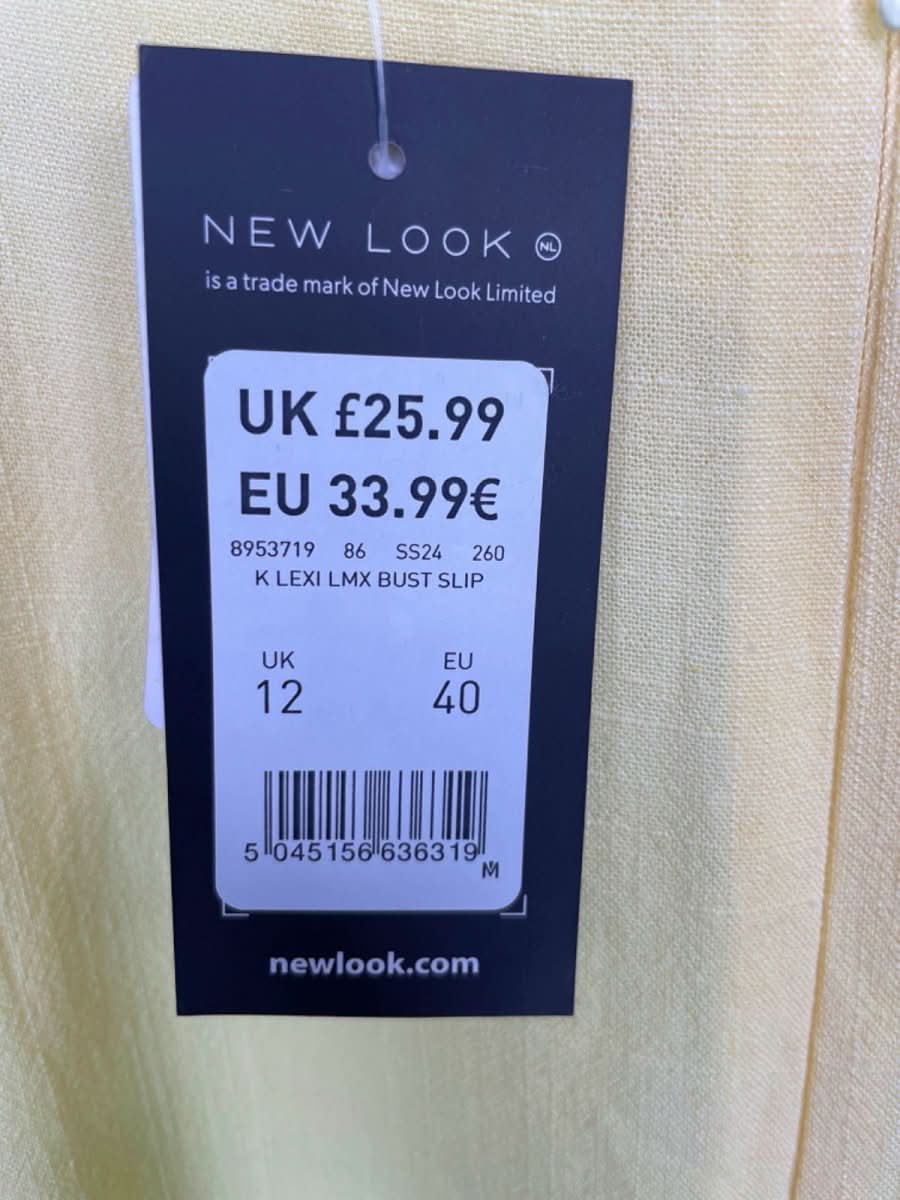 NEW LOOK NL
is a trade mark of New Look Limited
UK £25.99
EU 33.99€
8953719 86 SS24 260
K LEXI LMX BUST SLIP
UK EU
12 40
5 045156 636319
M
newlook.com